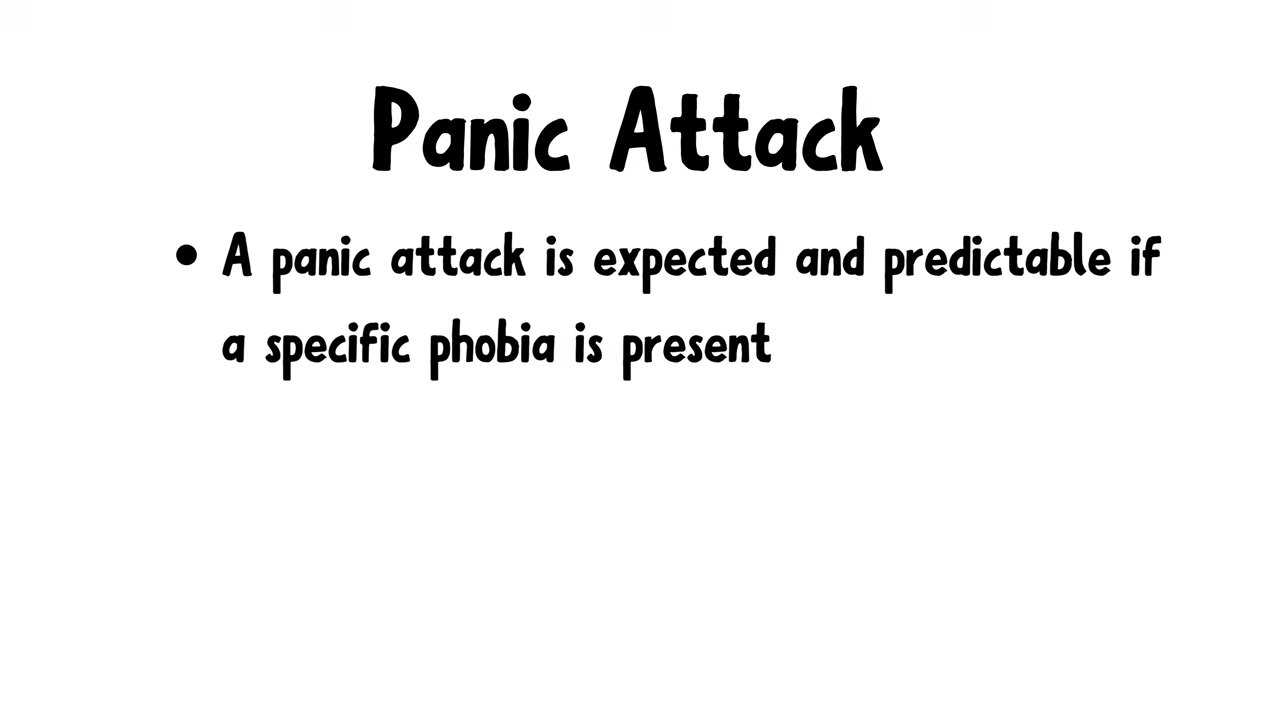 Panic Attack
• A panic attack is expected and predictable if
a specific phobia is present